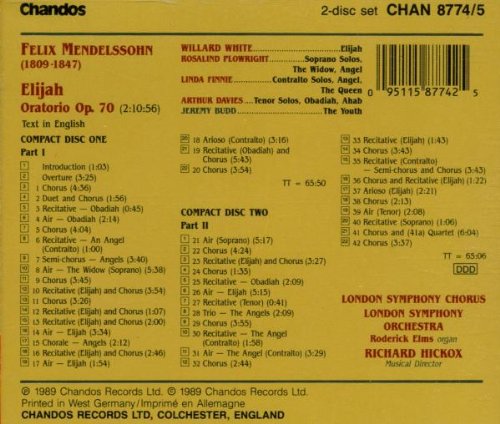 Chandos
2-disc set CHAN 8774/5
FELIX MENDELSSOHN
(1809-1847)
Elijah
Oratorio Op. 70 (2:10:56)
Text in English
WILLARD WHITE....Elijah
ROSALIND PLOWRIGHT....Soprano Solos,
The Widow, Angel
LINDA FINNIE....Contralto Solos, Angel,
The Queen
ARTHUR DAVIES....Tenor Solos, Obadiah, Ahab
JEREMY BUDD....The Youth
0 95115 87742 5
COMPACT DISC ONE
Part I
1 Introduction (1:03)
2 Overture (3:25)
3 1 Chorus (4:36)
4 2 Duet and Chorus (1:56)
5 3 Recitative – Obadiah (0:45)
6 4 Air – Obadiah (2:14)
7 5 Chorus (4:04)
8 6 Recitative – An Angel
(Contralto) (1:00)
9 7 Semi-chorus – Angels (3:40)
10 8 Air – The Widow (Soprano) (5:38)
11 9 Chorus (3:45)
12 10 Recitative (Elijah) and Chorus (3:54)
13 11 Chorus (3:26)
14 12 Recitative (Elijah) and Chorus (1:07)
15 13 Recitative (Elijah) and Chorus (2:00)
16 14 Air – Elijah (3:34)
17 15 Chorale – Angels (2:12)
18 16 Recitative (Elijah) and Chorus (2:46)
19 17 Air – Elijah (1:54)
20 18 Arioso (Contralto) (3:16)
21 19 Recitative (Obadiah) and
Chorus (3:25)
22 20 Chorus (3:54)
TT = 65:50
COMPACT DISC TWO
Part II
1 21 Air (Soprano) (5:17)
2 22 Chorus (4:24)
3 23 Recitative (Elijah) and Chorus (3:27)
4 24 Chorus (1:35)
5 25 Recitative – Obadiah (2:09)
6 26 Air – Elijah (5:15)
7 27 Recitative (Tenor) (0:41)
8 28 Trio – The Angels (2:09)
9 29 Chorus (3:55)
10 30 Recitative – The Angel
(Contralto) (1:58)
11 31 Air – The Angel (Contralto) (3:29)
12 32 Chorus (2:44)
13 33 Recitative (Elijah) (1:43)
14 34 Chorus (3:43)
15 35 Recitative (Contralto)
– Semi-chorus and Chorus (3:43)
16 36 Chorus and Recitative (Elijah) (1:22)
17 37 Arioso (Elijah) (2:21)
18 38 Chorus (2:13)
19 39 Air (Tenor) (2:08)
20 40 Recitative (Soprano) (1:06)
21 41 Chorus and (41a) Quartet (6:04)
22 42 Chorus (3:37)
TT = 65:06
DDD
LONDON SYMPHONY CHORUS
LONDON SYMPHONY
ORCHESTRA
Roderick Elms organ
RICHARD HICKOX
Musical Director
℗ 1989 Chandos Records Ltd. © 1989 Chandos Records Ltd.
Printed in West Germany/Imprimé en Allemagne
CHANDOS RECORDS LTD, COLCHESTER, ENGLAND